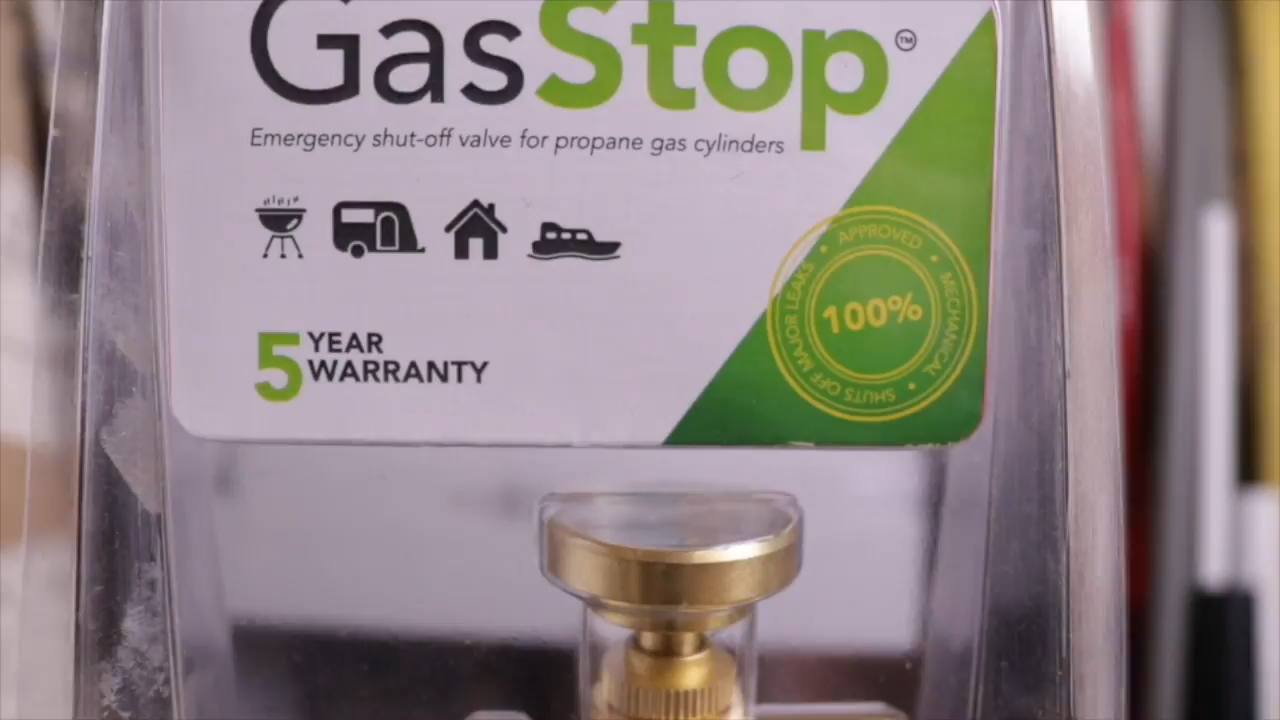 GasStop™
Emergency shut-off valve for propane gas cylinders
5 YEAR
WARRANTY
APPROVED • MECHANICAL • SHUTS OFF MAJOR LEAKS •
100%